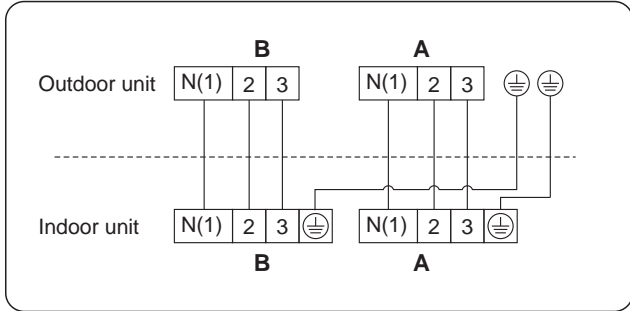 B A
Outdoor unit N(1) 2 3 N(1) 2 3
Indoor unit N(1) 2 3 N(1) 2 3
B A